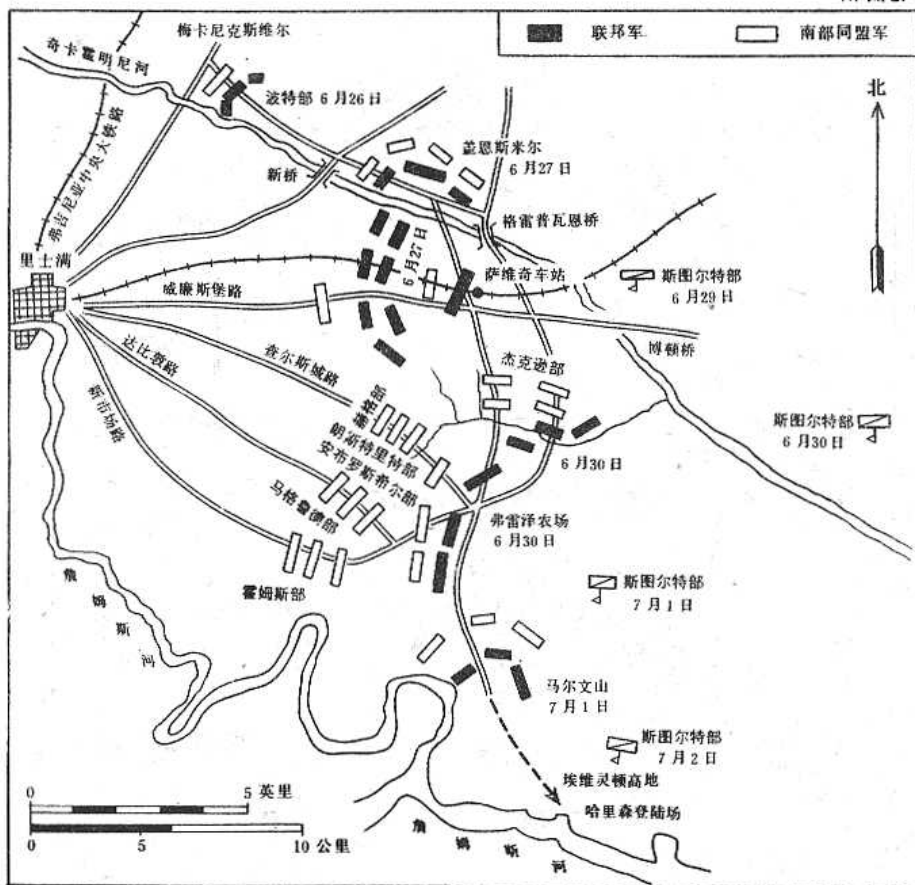 联邦军
南部同盟军
梅卡尼克斯维尔
奇卡霍明尼河
北
波特部 6月26日
弗吉尼亚中央大铁路
盖恩斯米尔
6月27日
新桥
格雷普瓦恩桥
6月27日
里士满
萨维奇车站
斯图尔特部
6月29日
威廉斯堡路
博顿桥
达比敦路
查尔斯城路
杰克逊部
新市场路
斯图尔特部
6月30日
朗斯特里特部
安布罗斯希尔部
6月30日
马格鲁德部
弗雷泽农场
6月30日
霍姆斯部
斯图尔特部
7月1日
詹姆斯河
马尔文山
7月1日
斯图尔特部
7月2日
埃维灵顿高地
哈里森登陆场
0 5 英里
0 5 10 公里
詹姆斯河